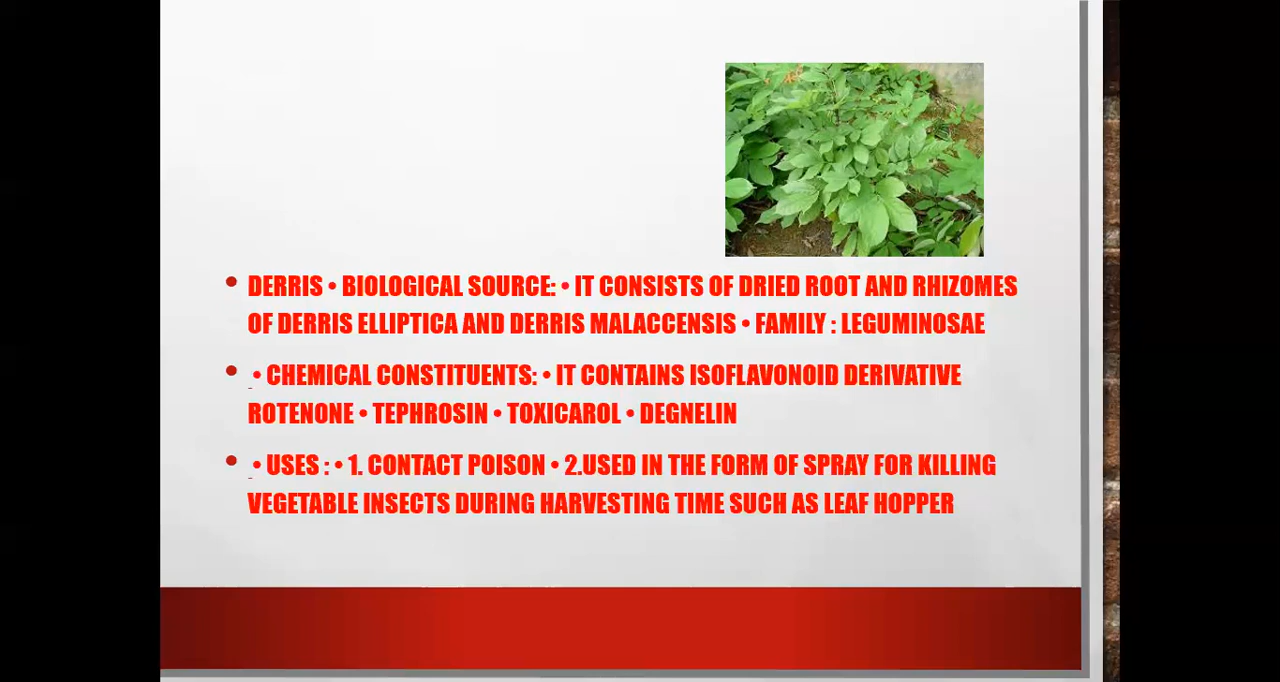 • DERRIS • BIOLOGICAL SOURCE: • IT CONSISTS OF DRIED ROOT AND RHIZOMES
OF DERRIS ELLIPTICA AND DERRIS MALACCENSIS • FAMILY : LEGUMINOSAE
• • CHEMICAL CONSTITUENTS: • IT CONTAINS ISOFLAVONOID DERIVATIVE
ROTENONE • TEPHROSIN • TOXICAROL • DEGNELIN
• • USES : • 1. CONTACT POISON • 2.USED IN THE FORM OF SPRAY FOR KILLING
VEGETABLE INSECTS DURING HARVESTING TIME SUCH AS LEAF HOPPER